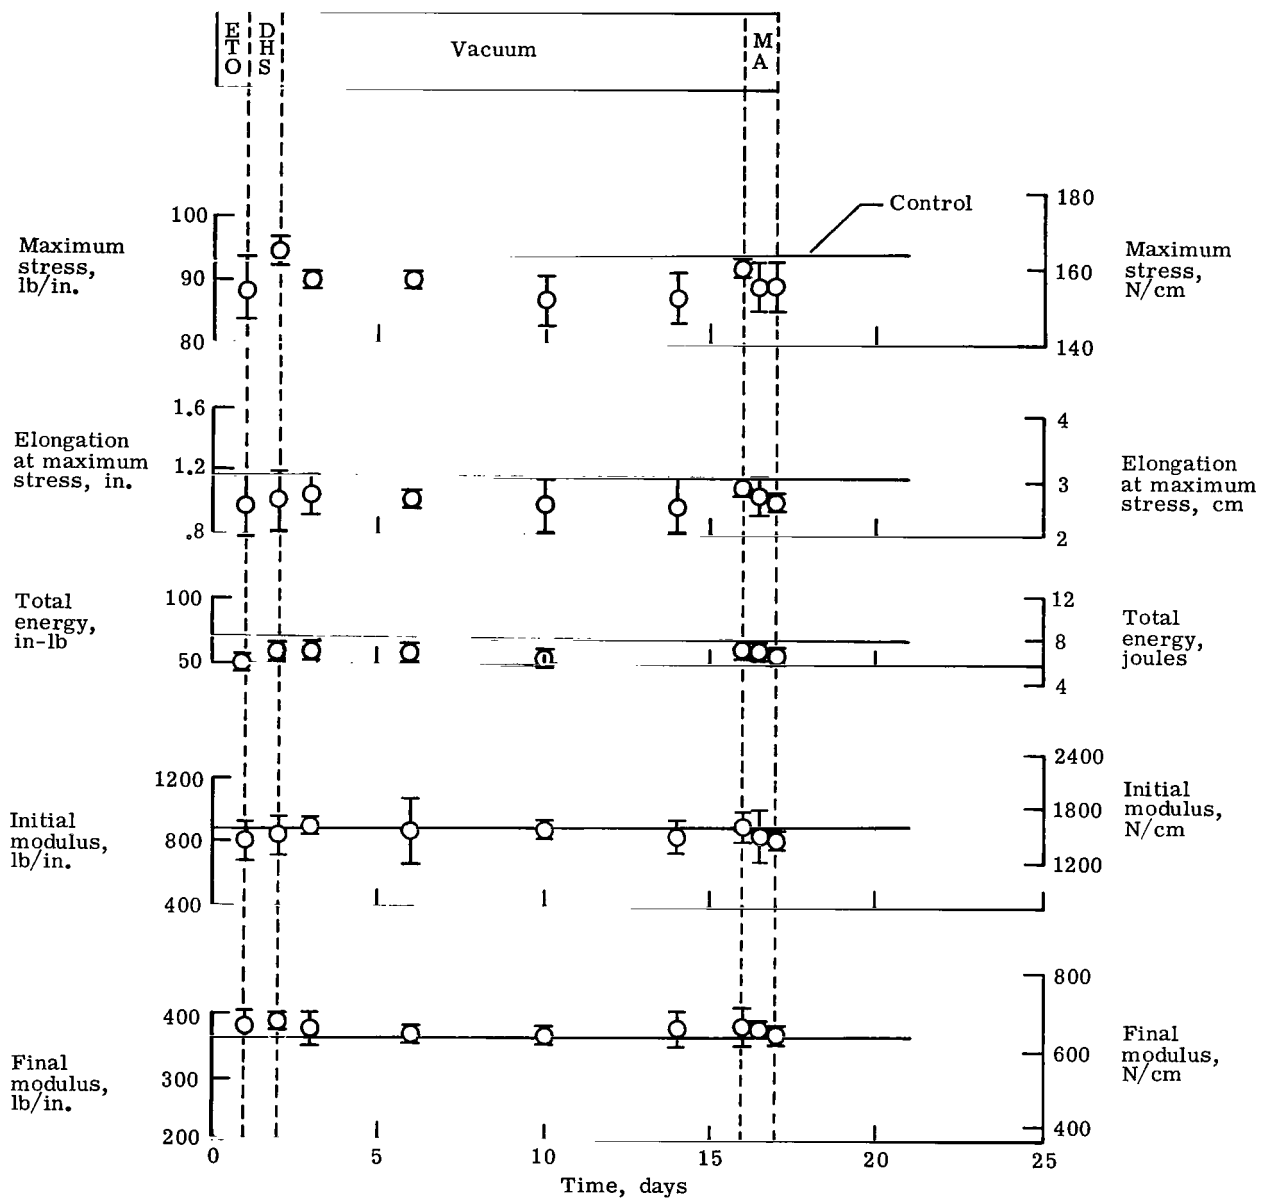 E
T
O
D
H
S
Vacuum
M
A
Control
Maximum
stress,
lb/in.
100
90
80
180
160
140
Maximum
stress,
N/cm
Elongation
at maximum
stress, in.
1.6
1.2
.8
4
3
2
Elongation
at maximum
stress, cm
Total
energy,
in-lb
100
50
12
8
4
Total
energy,
joules
Initial
modulus,
lb/in.
1200
800
400
2400
1800
1200
Initial
modulus,
N/cm
Final
modulus,
lb/in.
400
300
200
800
600
400
Final
modulus,
N/cm
0
5
10
15
20
25
Time, days